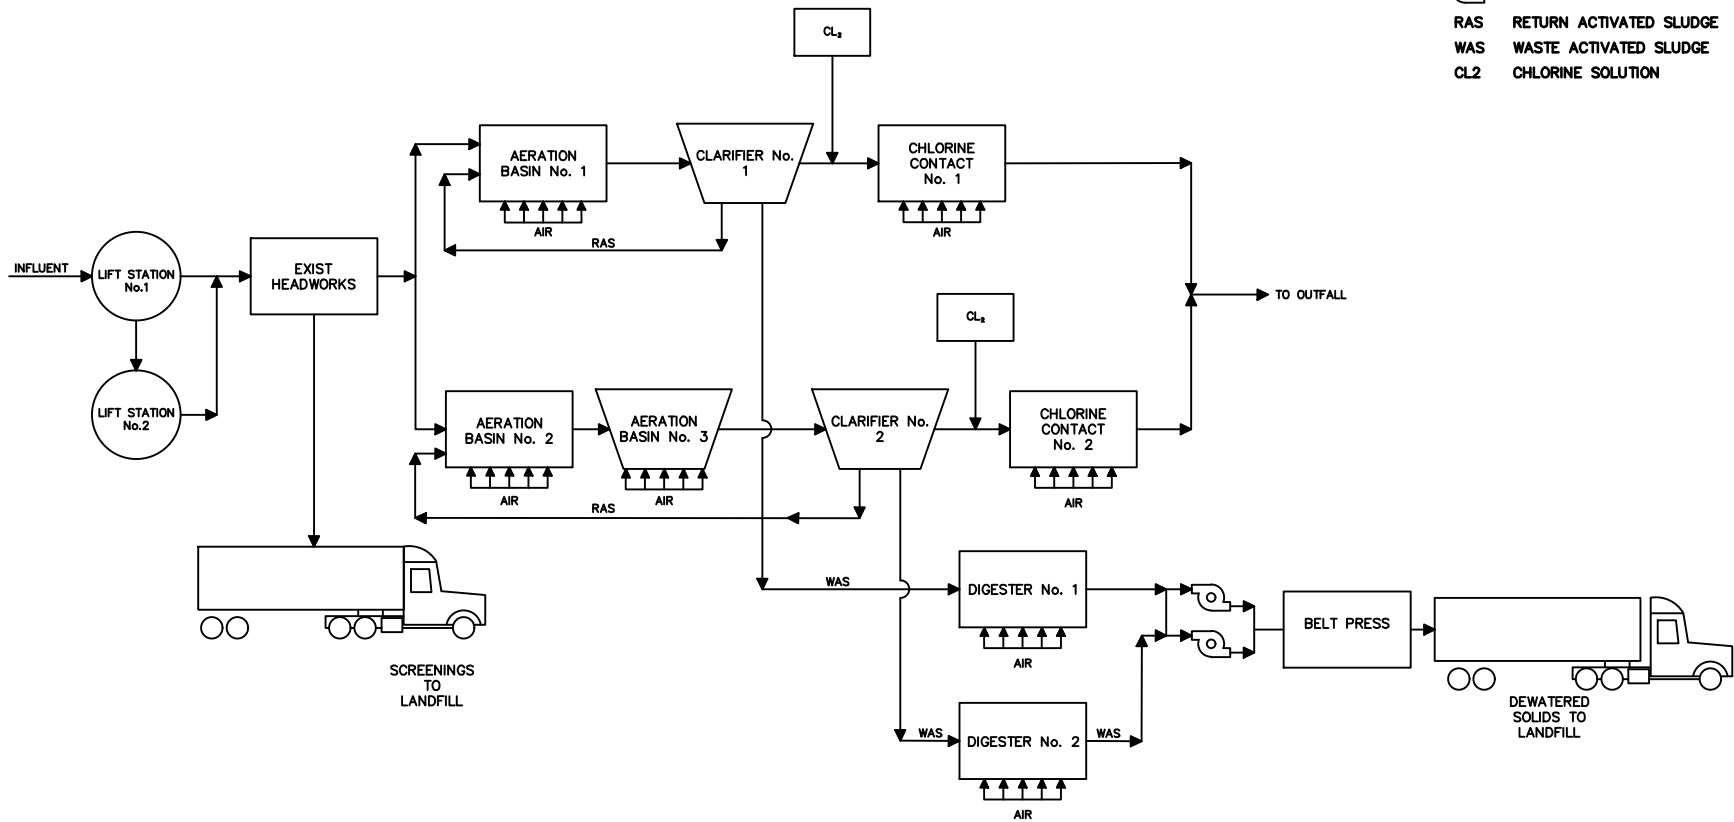 RAS RETURN ACTIVATED SLUDGE
WAS WASTE ACTIVATED SLUDGE
CL2 CHLORINE SOLUTION
CL₂
AERATION
BASIN No. 1
AIR
CLARIFIER No.
1
CHLORINE
CONTACT
No. 1
AIR
RAS
INFLUENT
LIFT STATION
No.1
EXIST
HEADWORKS
TO OUTFALL
CL₂
LIFT STATION
No.2
AERATION
BASIN No. 2
AIR
AERATION
BASIN No. 3
AIR
CLARIFIER No.
2
CHLORINE
CONTACT
No. 2
AIR
RAS
WAS
DIGESTER No. 1
AIR
BELT PRESS
SCREENINGS
TO
LANDFILL
DEWATERED
SOLIDS TO
LANDFILL
WAS
DIGESTER No. 2
WAS
AIR